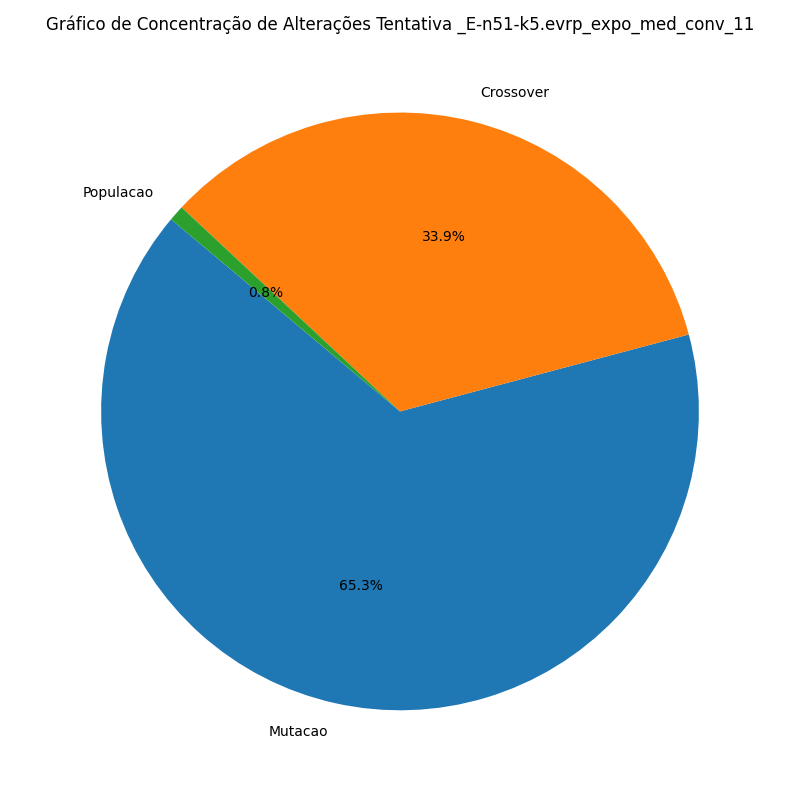 Gráfico de Concentração de Alterações Tentativa _E-n51-k5.evrp_expo_med_conv_11
Crossover
Populacao
33.9%
0.8%
65.3%
Mutacao